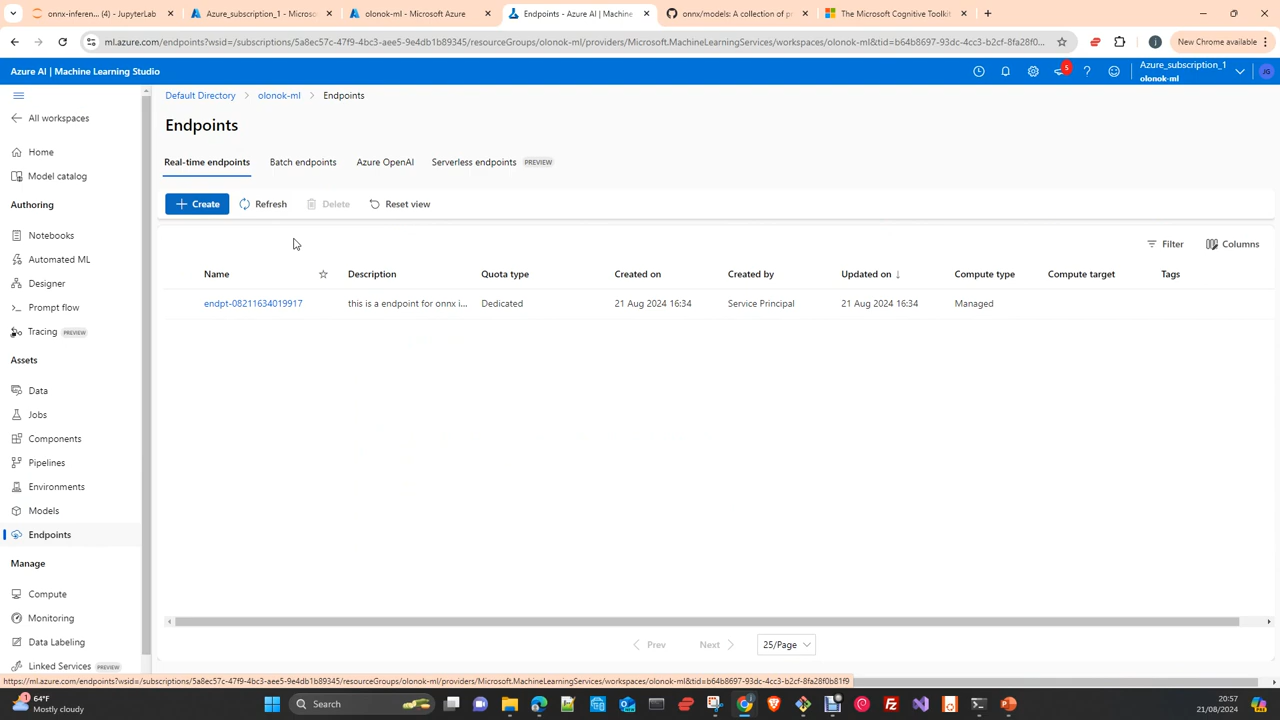 onnx-inferen... (4) - JupyterLab
Azure_subscription_1 - Microso
olonok-ml - Microsoft Azure
Endpoints - Azure AI | Machine
onnx/models: A collection of pr
The Microsoft Cognitive Toolkit
ml.azure.com/endpoints?wsid=/subscriptions/5a8ec57c-47f9-4bc3-aee5-9e4db1b89345/resourceGroups/olonok-ml/providers/Microsoft.MachineLearningServices/workspaces/olonok-ml&tid=b64b8697-93dc-4cc3-b2cf-8fa28f0...
New Chrome available
Azure AI | Machine Learning Studio
5
Azure_subscription_1
olonok-ml
JG
Default Directory > olonok-ml > Endpoints
All workspaces
Endpoints
Home
Real-time endpoints Batch endpoints Azure OpenAI Serverless endpoints PREVIEW
Model catalog
Authoring
Create Refresh Delete Reset view
Notebooks
Filter Columns
Automated ML
Name Description Quota type Created on Created by Updated on Compute type Compute target Tags
Designer
endpt-08211634019917 this is a endpoint for onnx i... Dedicated 21 Aug 2024 16:34 Service Principal 21 Aug 2024 16:34 Managed
Prompt flow
Tracing PREVIEW
Assets
Data
Jobs
Components
Pipelines
Environments
Models
Endpoints
Manage
Compute
Monitoring
Data Labeling
Prev Next 25/Page
Linked Services PREVIEW
https://ml.azure.com/endpoints?wsid=/subscriptions/5a8ec57c-47f9-4bc3-aee5-9e4db1b89345/resourceGroups/olonok-ml/providers/Microsoft.MachineLearningServices/workspaces/olonok-ml&tid=b64b8697-93dc-4cc3-b2cf-8fa28f0b81f9
64°F
Mostly cloudy
Search
20:57
21/08/2024